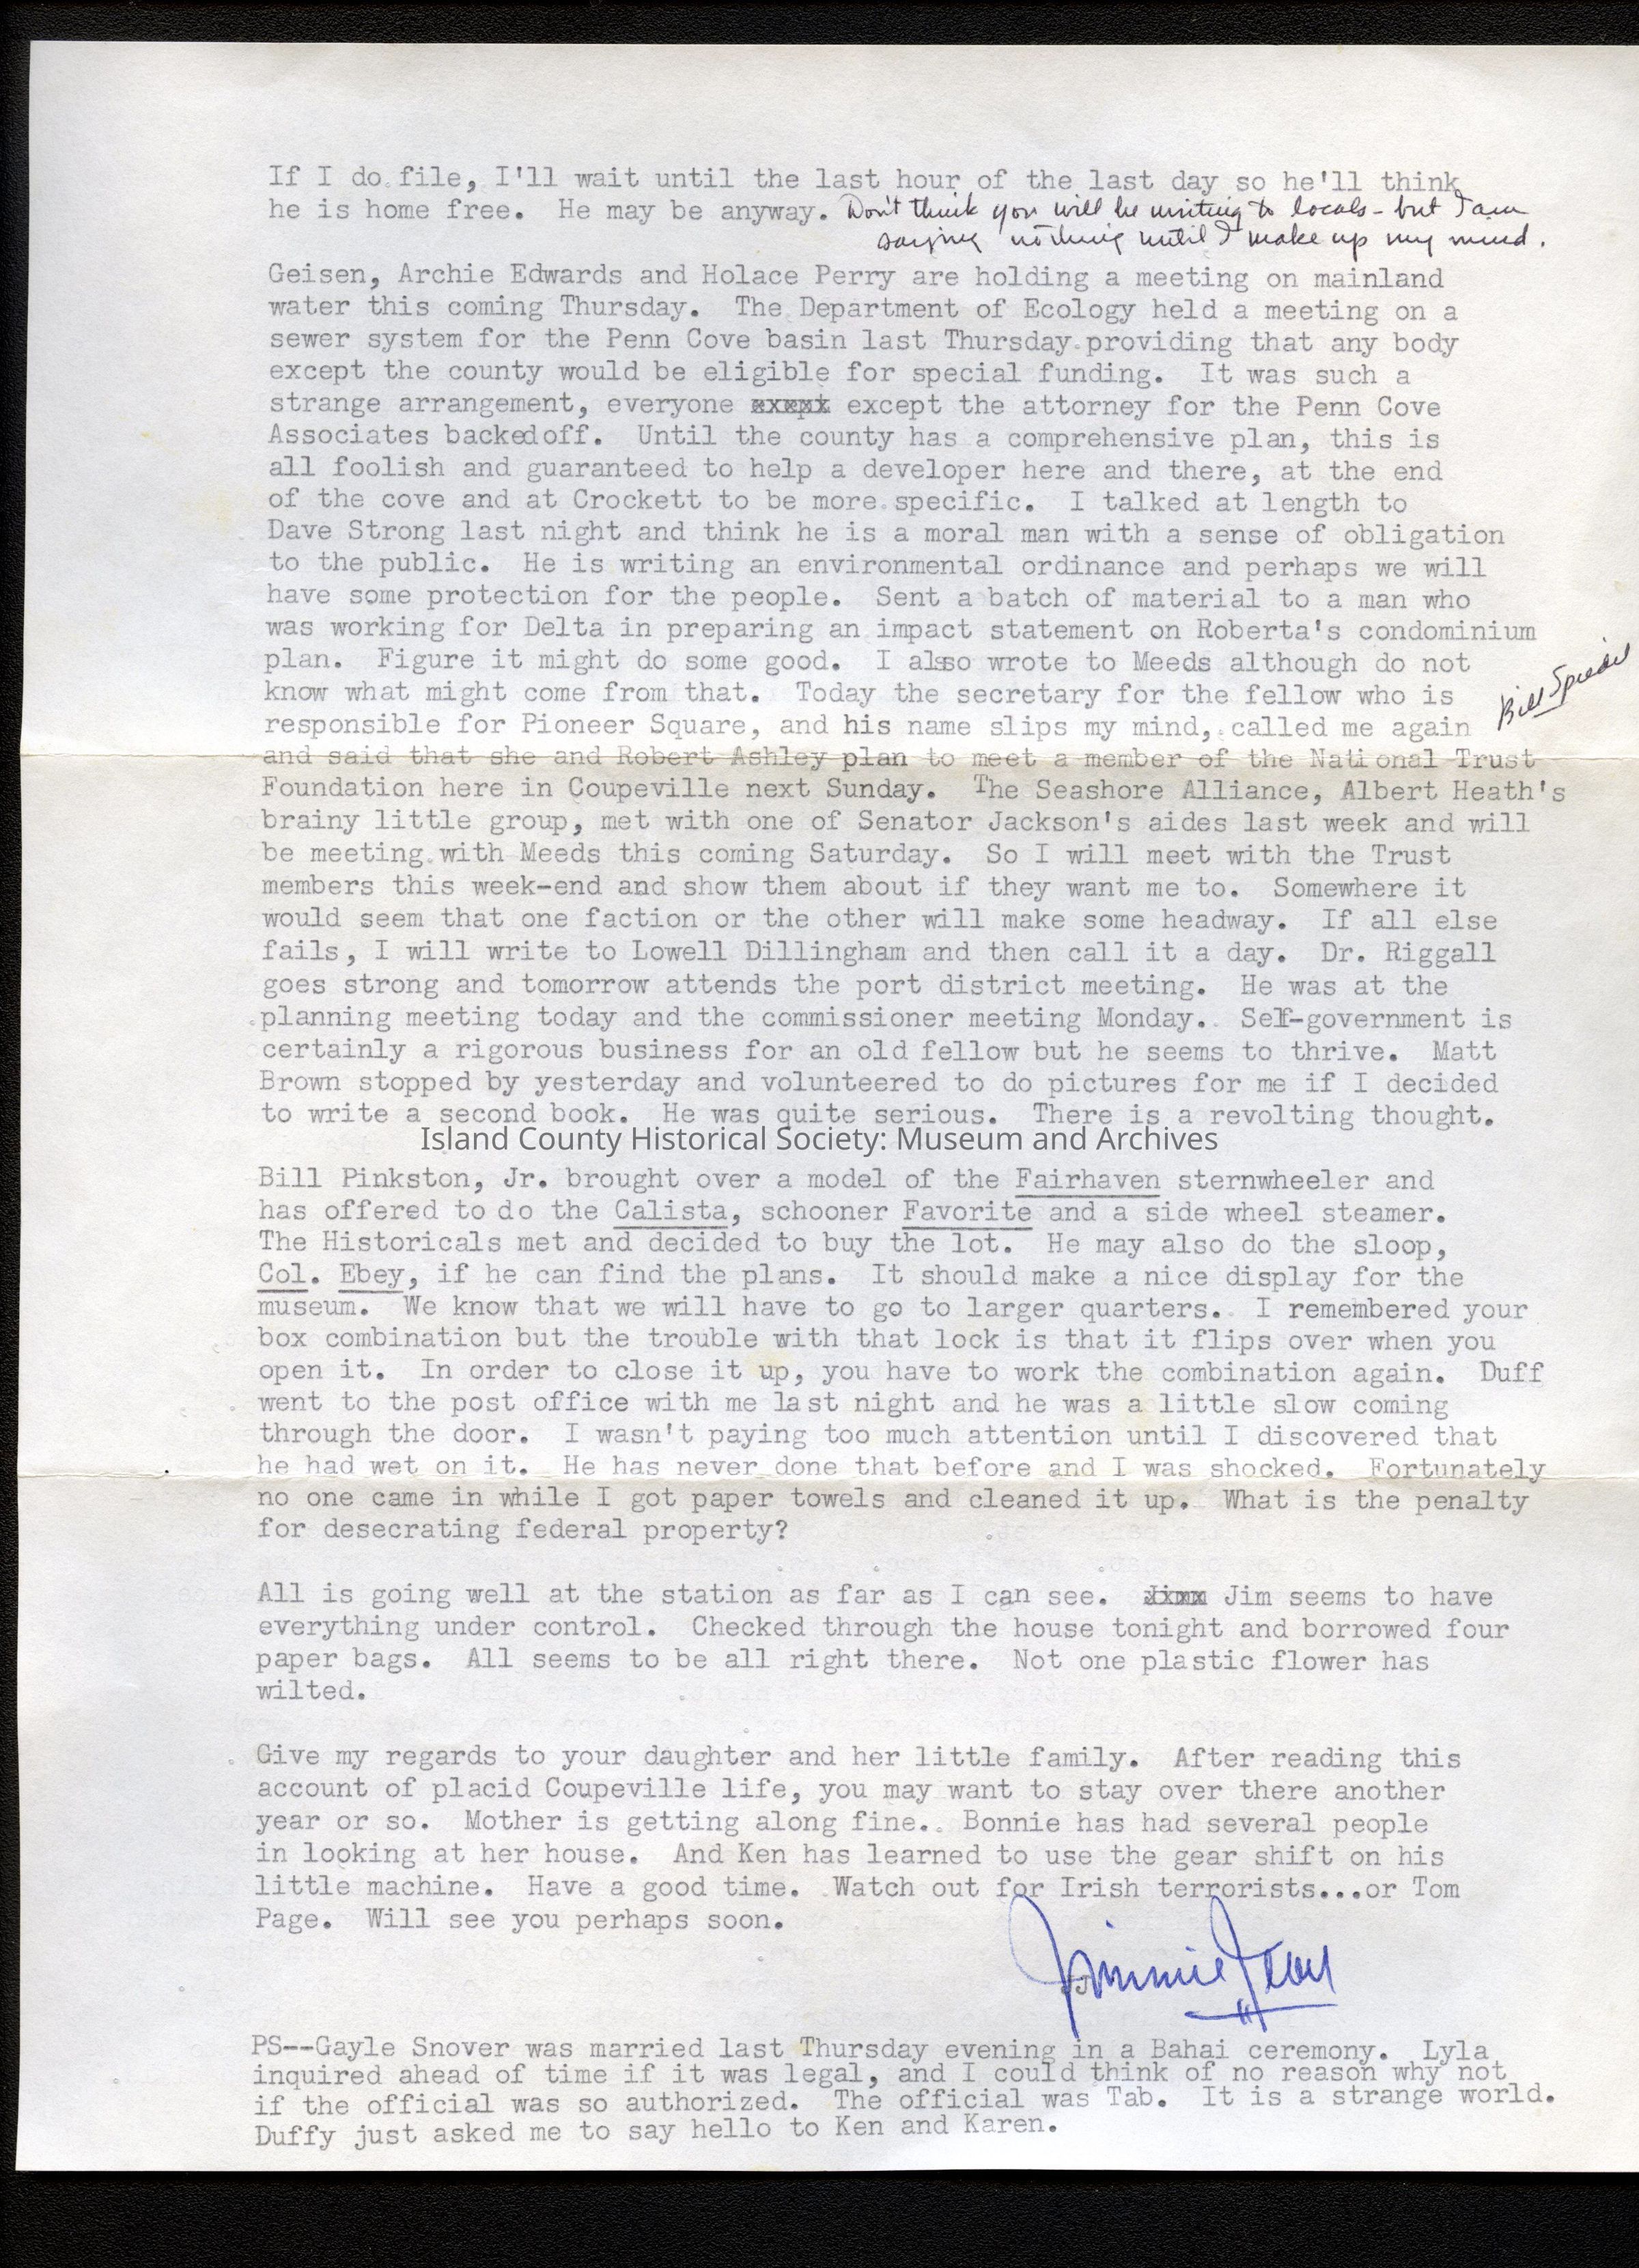 If I do file, I'll wait until the last hour of the last day so he'll think
he is home free.  He may be anyway. Don't think you will be writing to locals - but I am
saying nothing until I make up my mind.
Geisen, Archie Edwards and Holace Perry are holding a meeting on mainland
water this coming Thursday.  The Department of Ecology held a meeting on a
sewer system for the Penn Cove basin last Thursday providing that any body
except the county would be eligible for special funding.  It was such a
strange arrangement, everyone except the attorney for the Penn Cove
Associates backedoff.  Until the county has a comprehensive plan, this is
all foolish and guaranteed to help a developer here and there, at the end
of the cove and at Crockett to be more specific.  I talked at length to
Dave Strong last night and think he is a moral man with a sense of obligation
to the public.  He is writing an environmental ordinance and perhaps we will
have some protection for the people.  Sent a batch of material to a man who
was working for Delta in preparing an impact statement on Roberta's condominium
plan.  Figure it might do some good.  I also wrote to Meeds although do not
know what might come from that.  Today the secretary for the fellow who is
responsible for Pioneer Square, and his name slips my mind, called me again
Bill Speidel
and said that she and Robert Ashley plan to meet a member of the National Trust
Foundation here in Coupeville next Sunday.  The Seashore Alliance, Albert Heath's
brainy little group, met with one of Senator Jackson's aides last week and will
be meeting with Meeds this coming Saturday.  So I will meet with the Trust
members this week-end and show them about if they want me to.  Somewhere it
would seem that one faction or the other will make some headway.  If all else
fails, I will write to Lowell Dillingham and then call it a day.  Dr. Riggall
goes strong and tomorrow attends the port district meeting.  He was at the
planning meeting today and the commissioner meeting Monday.  Self-government is
certainly a rigorous business for an old fellow but he seems to thrive.  Matt
Brown stopped by yesterday and volunteered to do pictures for me if I decided
to write a second book.  He was quite serious.  There is a revolting thought.
Island County Historical Society: Museum and Archives
Bill Pinkston, Jr. brought over a model of the Fairhaven sternwheeler and
has offered to do the Calista, schooner Favorite and a side wheel steamer.
The Historicals met and decided to buy the lot.  He may also do the sloop,
Col. Ebey, if he can find the plans.  It should make a nice display for the
museum.  We know that we will have to go to larger quarters.  I remembered your
box combination but the trouble with that lock is that it flips over when you
open it.  In order to close it up, you have to work the combination again.  Duff
went to the post office with me last night and he was a little slow coming
through the door.  I wasn't paying too much attention until I discovered that
he had wet on it.  He has never done that before and I was shocked.  Fortunately
no one came in while I got paper towels and cleaned it up.  What is the penalty
for desecrating federal property?
All is going well at the station as far as I can see.  Jim seems to have
everything under control.  Checked through the house tonight and borrowed four
paper bags.  All seems to be all right there.  Not one plastic flower has
wilted.
Give my regards to your daughter and her little family.  After reading this
account of placid Coupeville life, you may want to stay over there another
year or so.  Mother is getting along fine.. Bonnie has had several people
in looking at her house.  And Ken has learned to use the gear shift on his
little machine.  Have a good time.  Watch out for Irish terrorists...or Tom
Page.  Will see you perhaps soon.
Jimmie Jean
PS--Gayle Snover was married last Thursday evening in a Bahai ceremony.  Lyla
inquired ahead of time if it was legal, and I could think of no reason why not
if the official was so authorized.  The official was Tab.  It is a strange world.
Duffy just asked me to say hello to Ken and Karen.